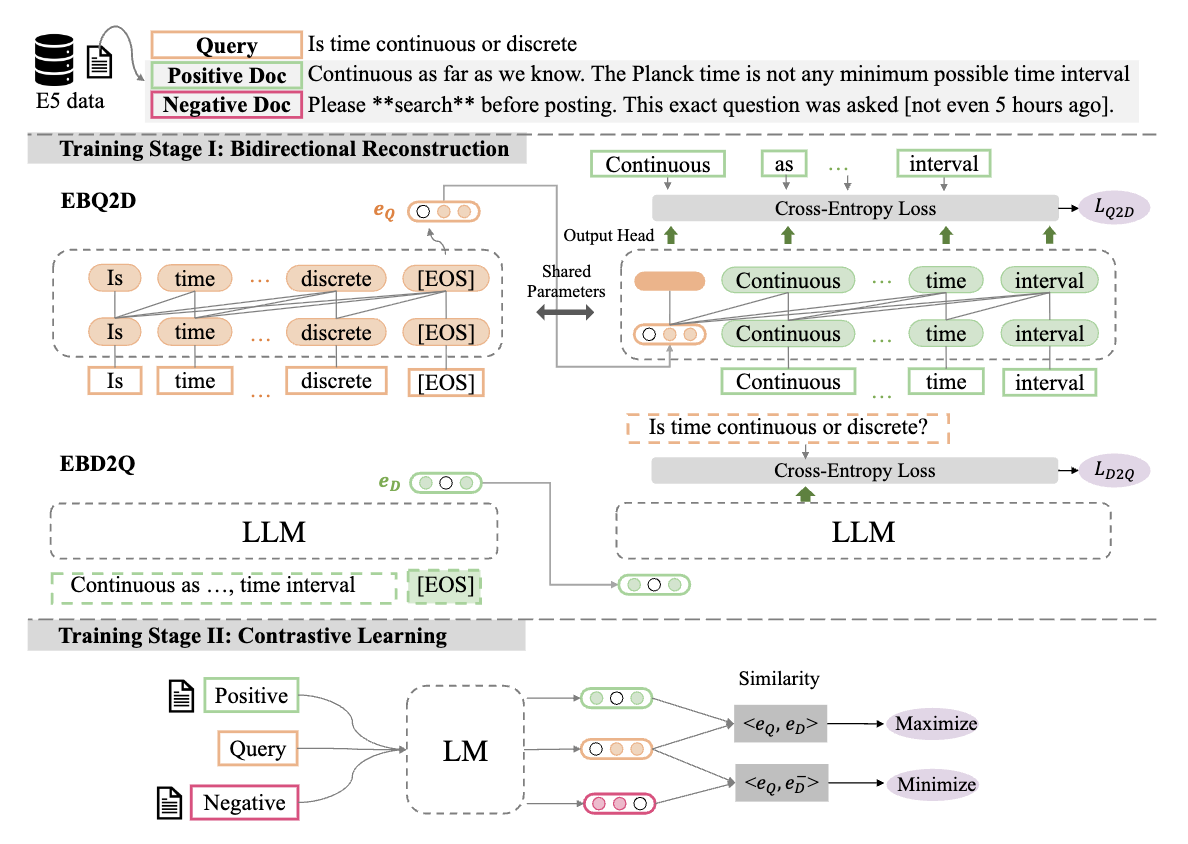 E5 data
Query
Is time continuous or discrete
Positive Doc
Continuous as far as we know. The Planck time is not any minimum possible time interval
Negative Doc
Please **search** before posting. This exact question was asked [not even 5 hours ago].
Training Stage I: Bidirectional Reconstruction
Continuous as … interval
EBQ2D
e_Q
Cross-Entropy Loss
L_{Q2D}
Output Head
Is time … discrete [EOS]
Shared
Parameters
Continuous … time interval
Is time … discrete [EOS]
Continuous … time interval
Is time … discrete [EOS]
Continuous … time interval
Is time continuous or discrete?
EBD2Q
e_D
Cross-Entropy Loss
L_{D2Q}
LLM
LLM
Continuous as …, time interval [EOS]
Training Stage II: Contrastive Learning
Positive
Query
Negative
LM
Similarity
<e_Q, e_D>
Maximize
<e_Q, e_D^->
Minimize